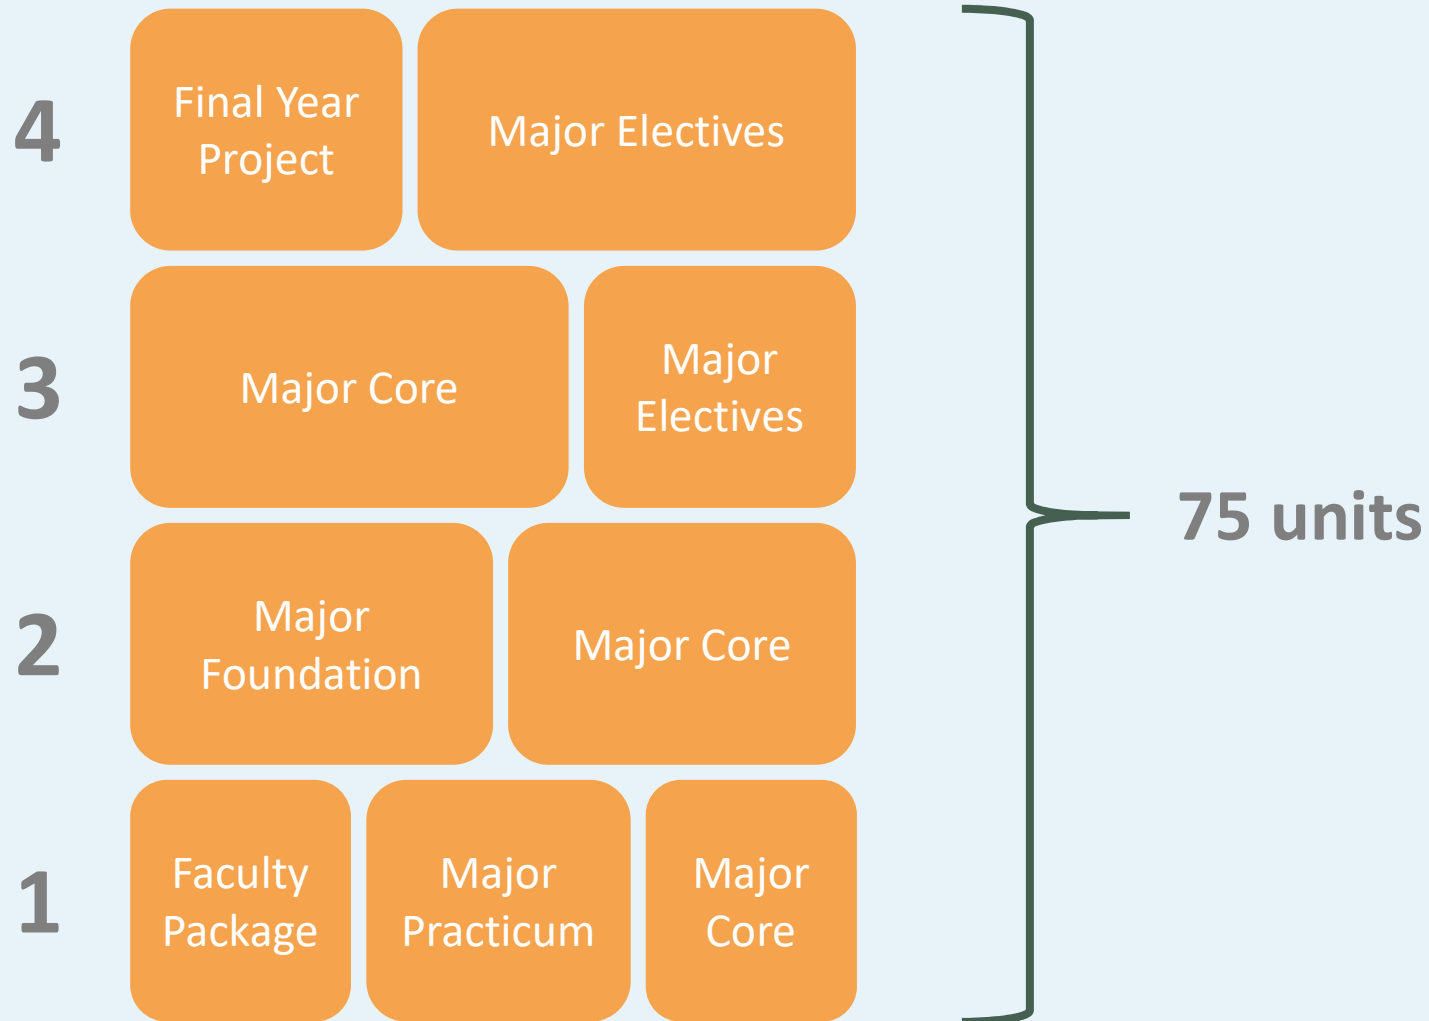 4
Final Year
Project
Major Electives
3
Major Core
Major
Electives
75 units
2
Major
Foundation
Major Core
1
Faculty
Package
Major
Practicum
Major
Core